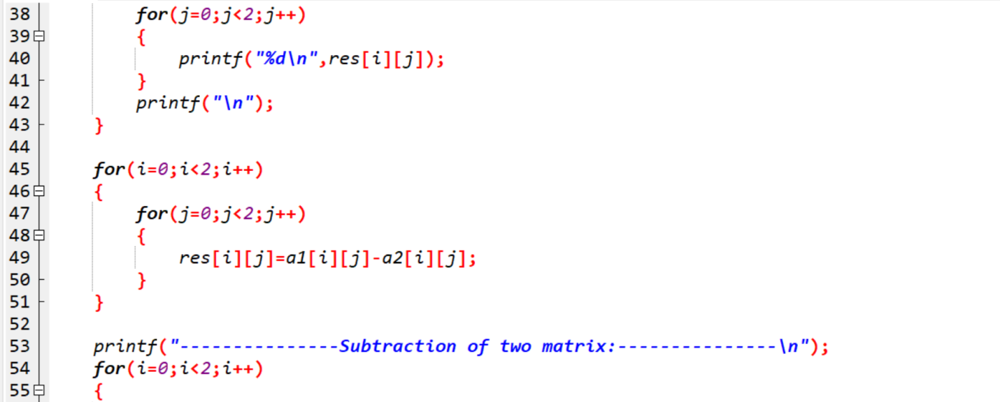 38 for(j=0;j<2;j++)
39 {
40 printf("%d\n",res[i][j]);
41 }
42 printf("\n");
43 }
44
45 for(i=0;i<2;i++)
46 {
47 for(j=0;j<2;j++)
48 {
49 res[i][j]=a1[i][j]-a2[i][j];
50 }
51 }
52
53 printf("---------------Subtraction of two matrix:---------------\n");
54 for(i=0;i<2;i++)
55 {